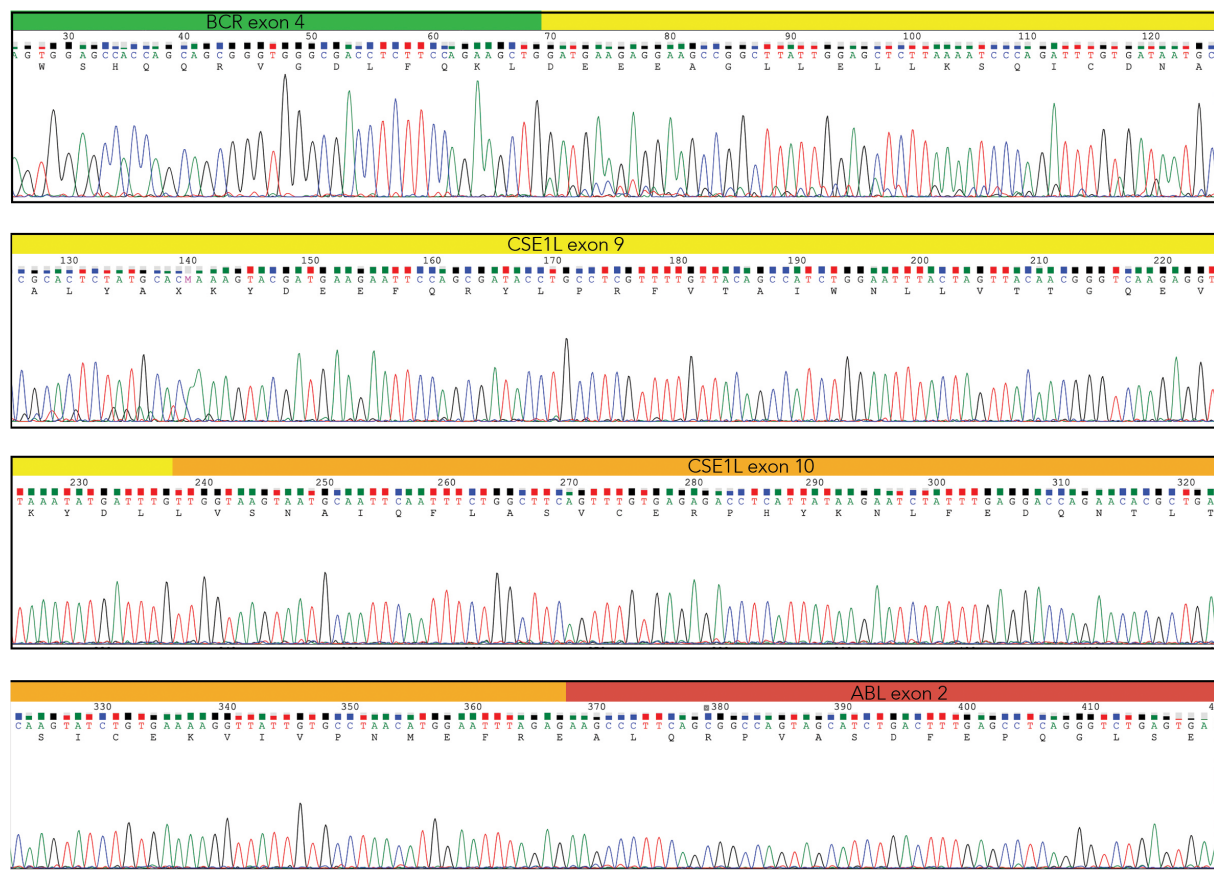 BCR exon 4
30 40 50 60 70 80 90 100 110 120
AGTGGAGCCACCAGCAGCGGGTGGGCGACCTCTTCCAGAAGCTGGATGAAGAGGAAGCCGGCTTATTGGAGCTCTTAAAATCCCAGATTTGTGATAATGC
W S H Q Q R V G D L F Q K L D E E E A G L L E L L K S Q I C D N A
CSE1L exon 9
130 140 150 160 170 180 190 200 210 220
CGCACTCTATGCACMAAAGTACGATGAAGAATTCCAGCGATACCTGCCTCGTTTTGTTACAGCCATCTGGAATTTACTAGTTACAACGGGTCAAGAGGT
A L Y A X K Y D E E F Q R Y L P R F V T A I W N L L V T T G Q E V
CSE1L exon 10
230 240 250 260 270 280 290 300 310 320
TAAATATGATTTGTTGGTAAGTAATGCAATTCAATTTCTGGCTTCAGTTTGTGAGAGACCTCATTATAAGAATCTATTTGAGGACCAGAACACGCTGA
K Y D L L V S N A I Q F L A S V C E R P H Y K N L F E D Q N T L T
ABL exon 2
330 340 350 360 370 380 390 400 410
CAAGTATCTGTGAAAAGGTTATTGTGCCTAACATGGAATTTAGAGAAGCCCTTCAGCGGCCAGTAGCATCTGACTTTGAGCCTCAGGGTCTGAGTGA
S I C E K V I V P N M E F R E A L Q R P V A S D F E P Q G L S E